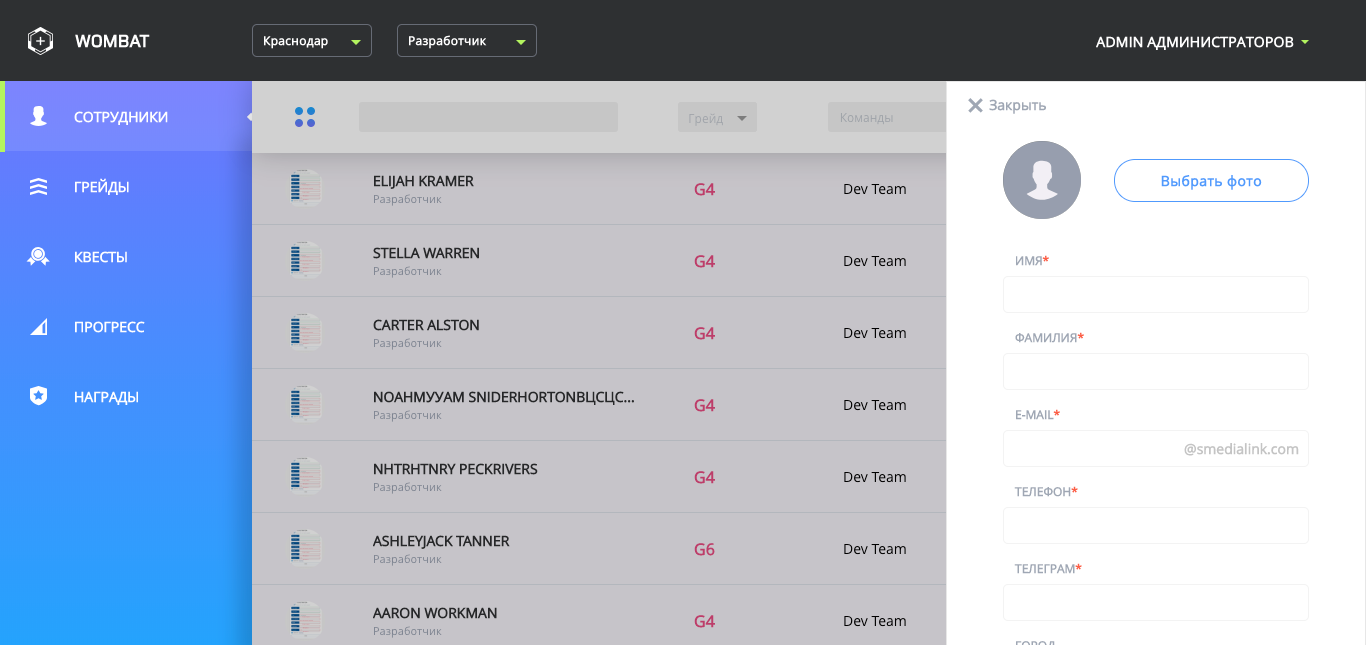 WOMBAT
Краснодар
Разработчик
ADMIN АДМИНИСТРАТОРОВ
СОТРУДНИКИ
ГРЕЙДЫ
КВЕСТЫ
ПРОГРЕСС
НАГРАДЫ
Грейд
Команды
ELIJAH KRAMER
Разработчик
G4
Dev Team
STELLA WARREN
Разработчик
G4
Dev Team
CARTER ALSTON
Разработчик
G4
Dev Team
NOAHМУУАМ SNIDERHORTONВЦСЦС...
Разработчик
G4
Dev Team
NHTRHTNRY PECKRIVERS
Разработчик
G4
Dev Team
ASHLEYJACK TANNER
Разработчик
G6
Dev Team
AARON WORKMAN
Разработчик
G4
Dev Team
Закрыть
Выбрать фото
ИМЯ*
ФАМИЛИЯ*
E-MAIL*
@smedialink.com
ТЕЛЕФОН*
ТЕЛЕГРАМ*
ГОРОД